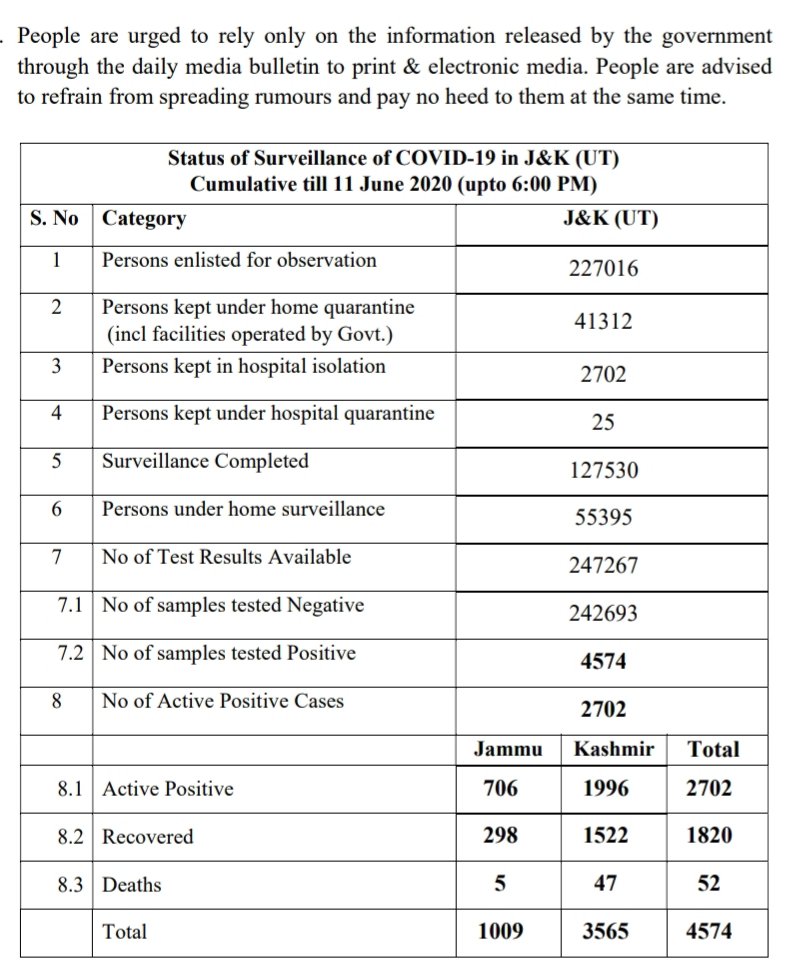 . People are urged to rely only on the information released by the government
through the daily media bulletin to print & electronic media. People are advised
to refrain from spreading rumours and pay no heed to them at the same time.
Status of Surveillance of COVID-19 in J&K (UT)
Cumulative till 11 June 2020 (upto 6:00 PM)
S. No Category J&K (UT)
1 Persons enlisted for observation 227016
2 Persons kept under home quarantine
(incl facilities operated by Govt.) 41312
3 Persons kept in hospital isolation 2702
4 Persons kept under hospital quarantine 25
5 Surveillance Completed 127530
6 Persons under home surveillance 55395
7 No of Test Results Available 247267
7.1 No of samples tested Negative 242693
7.2 No of samples tested Positive 4574
8 No of Active Positive Cases 2702
Jammu Kashmir Total
8.1 Active Positive 706 1996 2702
8.2 Recovered 298 1522 1820
8.3 Deaths 5 47 52
Total 1009 3565 4574